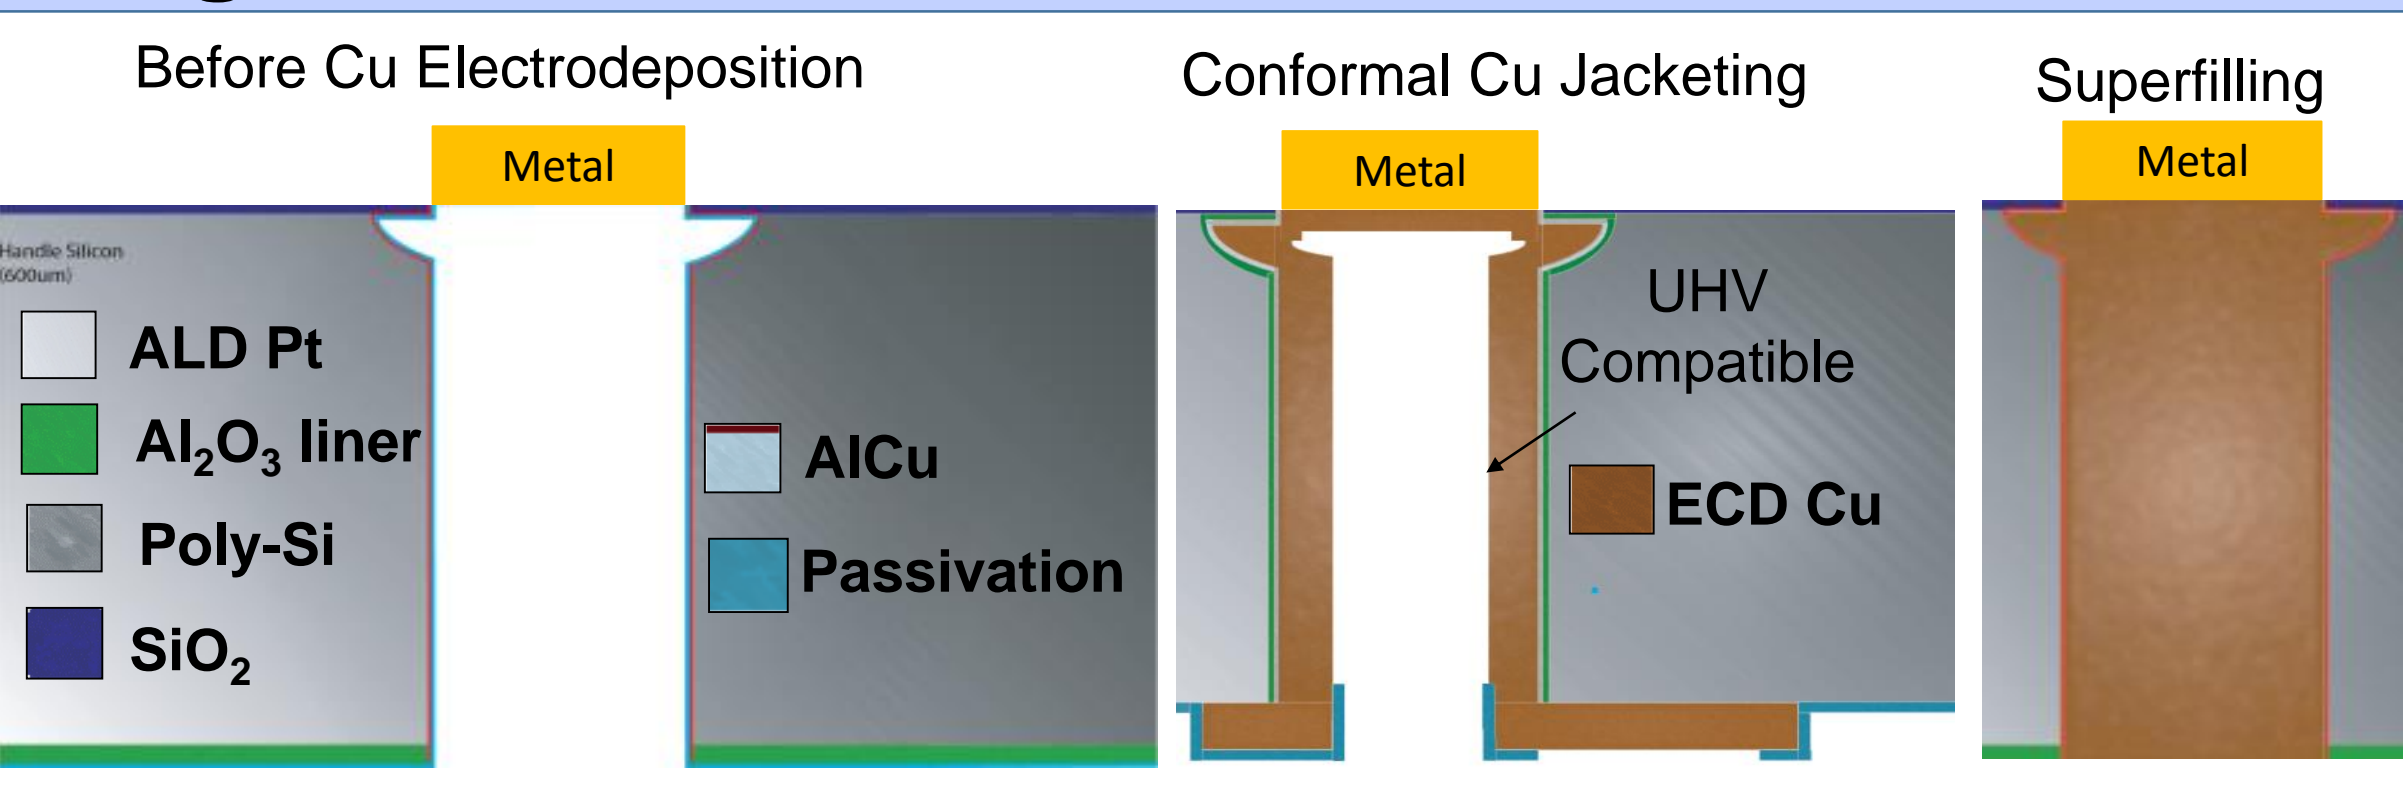 Before Cu Electrodeposition
Conformal Cu Jacketing
Superfilling
Metal
Metal
Metal
Handle Silicon
(600um)
ALD Pt
Al₂O₃ liner
Poly-Si
SiO₂
AlCu
Passivation
UHV
Compatible
ECD Cu